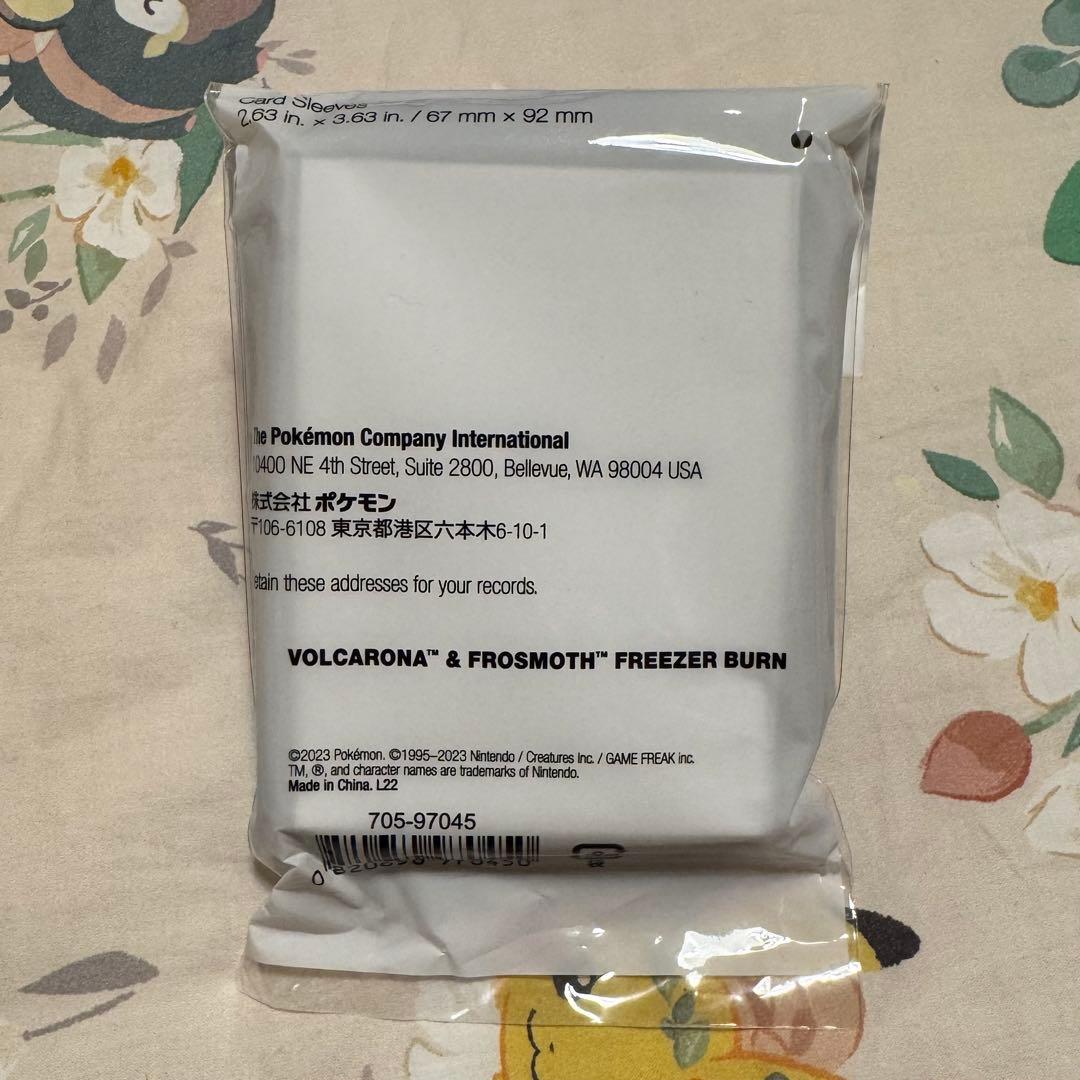 Card Sleeves
2.63 in. × 3.63 in. / 67 mm × 92 mm
The Pokémon Company International
10400 NE 4th Street, Suite 2800, Bellevue, WA 98004 USA
株式会社 ポケモン
〒106-6108 東京都港区六本木6-10-1
etain these addresses for your records.
VOLCARONA™ & FROSMOTH™ FREEZER BURN
©2023 Pokémon. ©1995–2023 Nintendo / Creatures Inc. / GAME FREAK inc.
TM, ®, and character names are trademarks of Nintendo.
Made in China. L22
705-97045